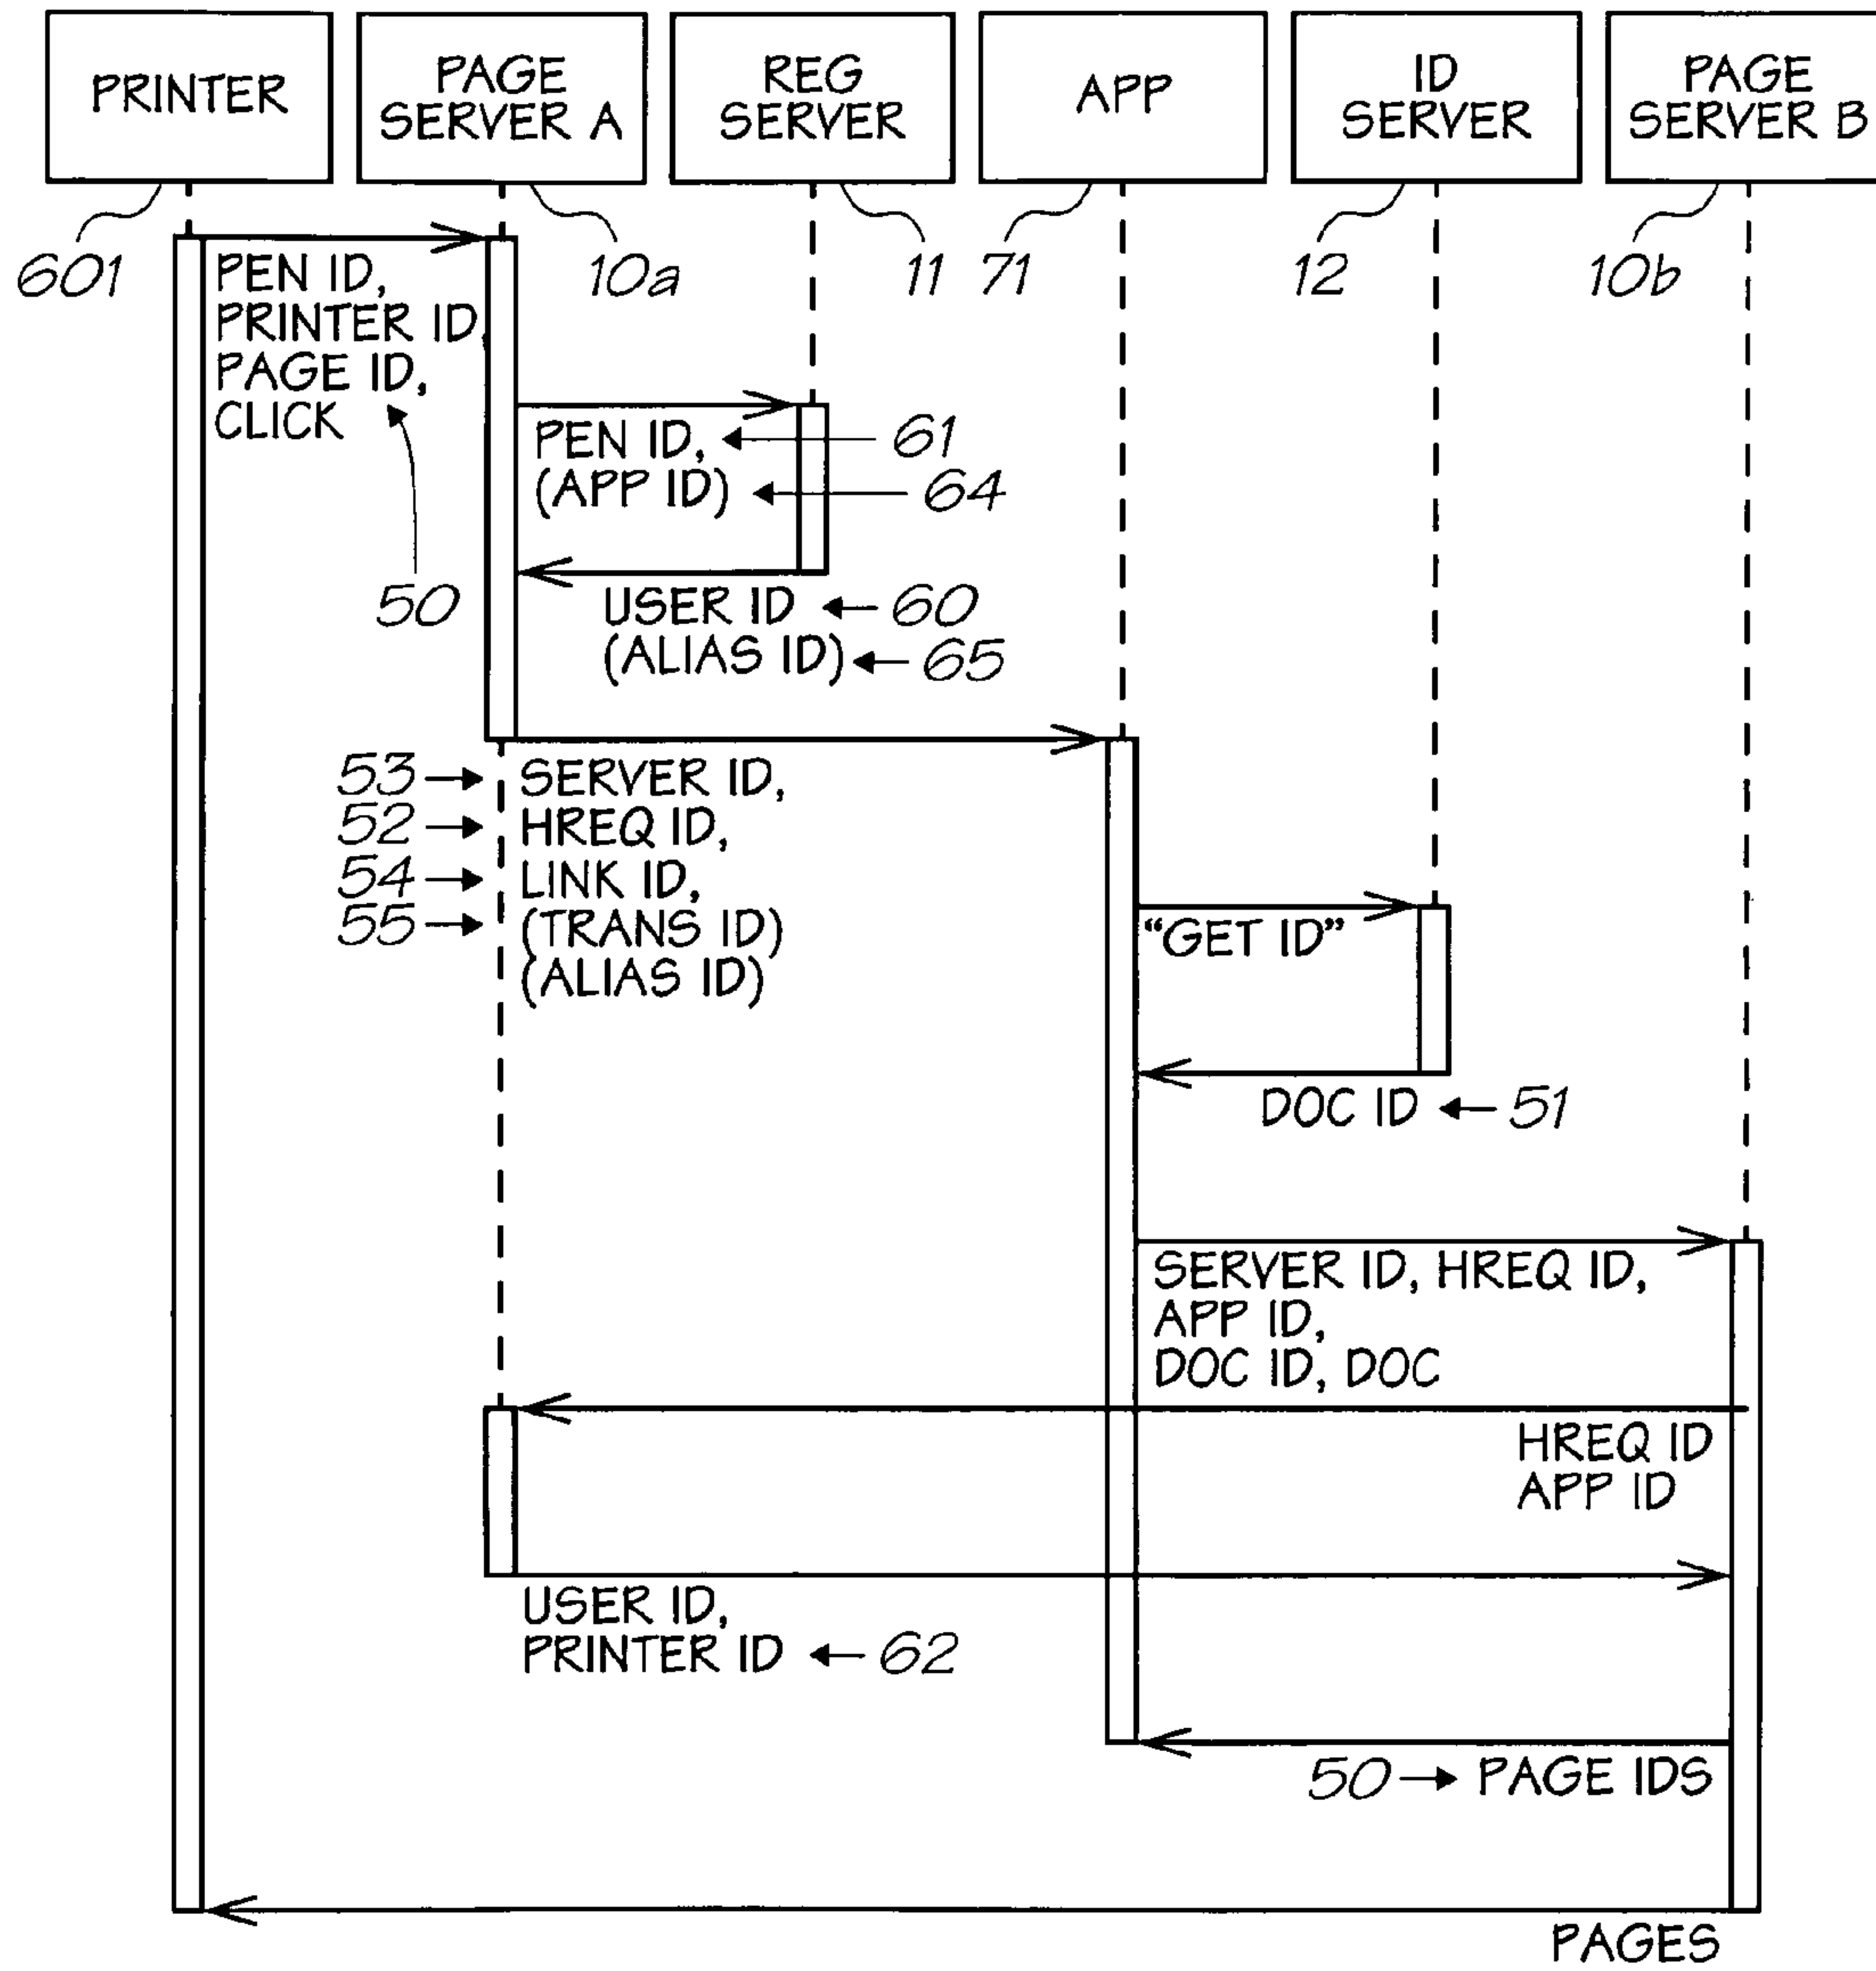 PRINTER
PAGE
SERVER A
REG
SERVER
APP
ID
SERVER
PAGE
SERVER B
601
10a
11
71
12
10b
PEN ID,
PRINTER ID
PAGE ID,
CLICK
50
PEN ID,
(APP ID)
61
64
USER ID
(ALIAS ID)
60
65
53
52
54
55
SERVER ID,
HREQ ID,
LINK ID,
(TRANS ID)
(ALIAS ID)
“GET ID”
DOC ID
51
SERVER ID, HREQ ID,
APP ID,
DOC ID, DOC
HREQ ID
APP ID
USER ID,
PRINTER ID
62
50
PAGE IDS
PAGES